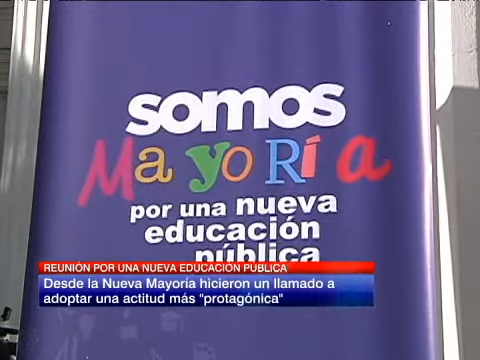 somos
MayoRía
por una nueva
educación
pública
REUNIÓN POR UNA NUEVA EDUCACIÓN PÚBLICA
Desde la Nueva Mayoría hicieron un llamado a
adoptar una actitud más "protagónica"